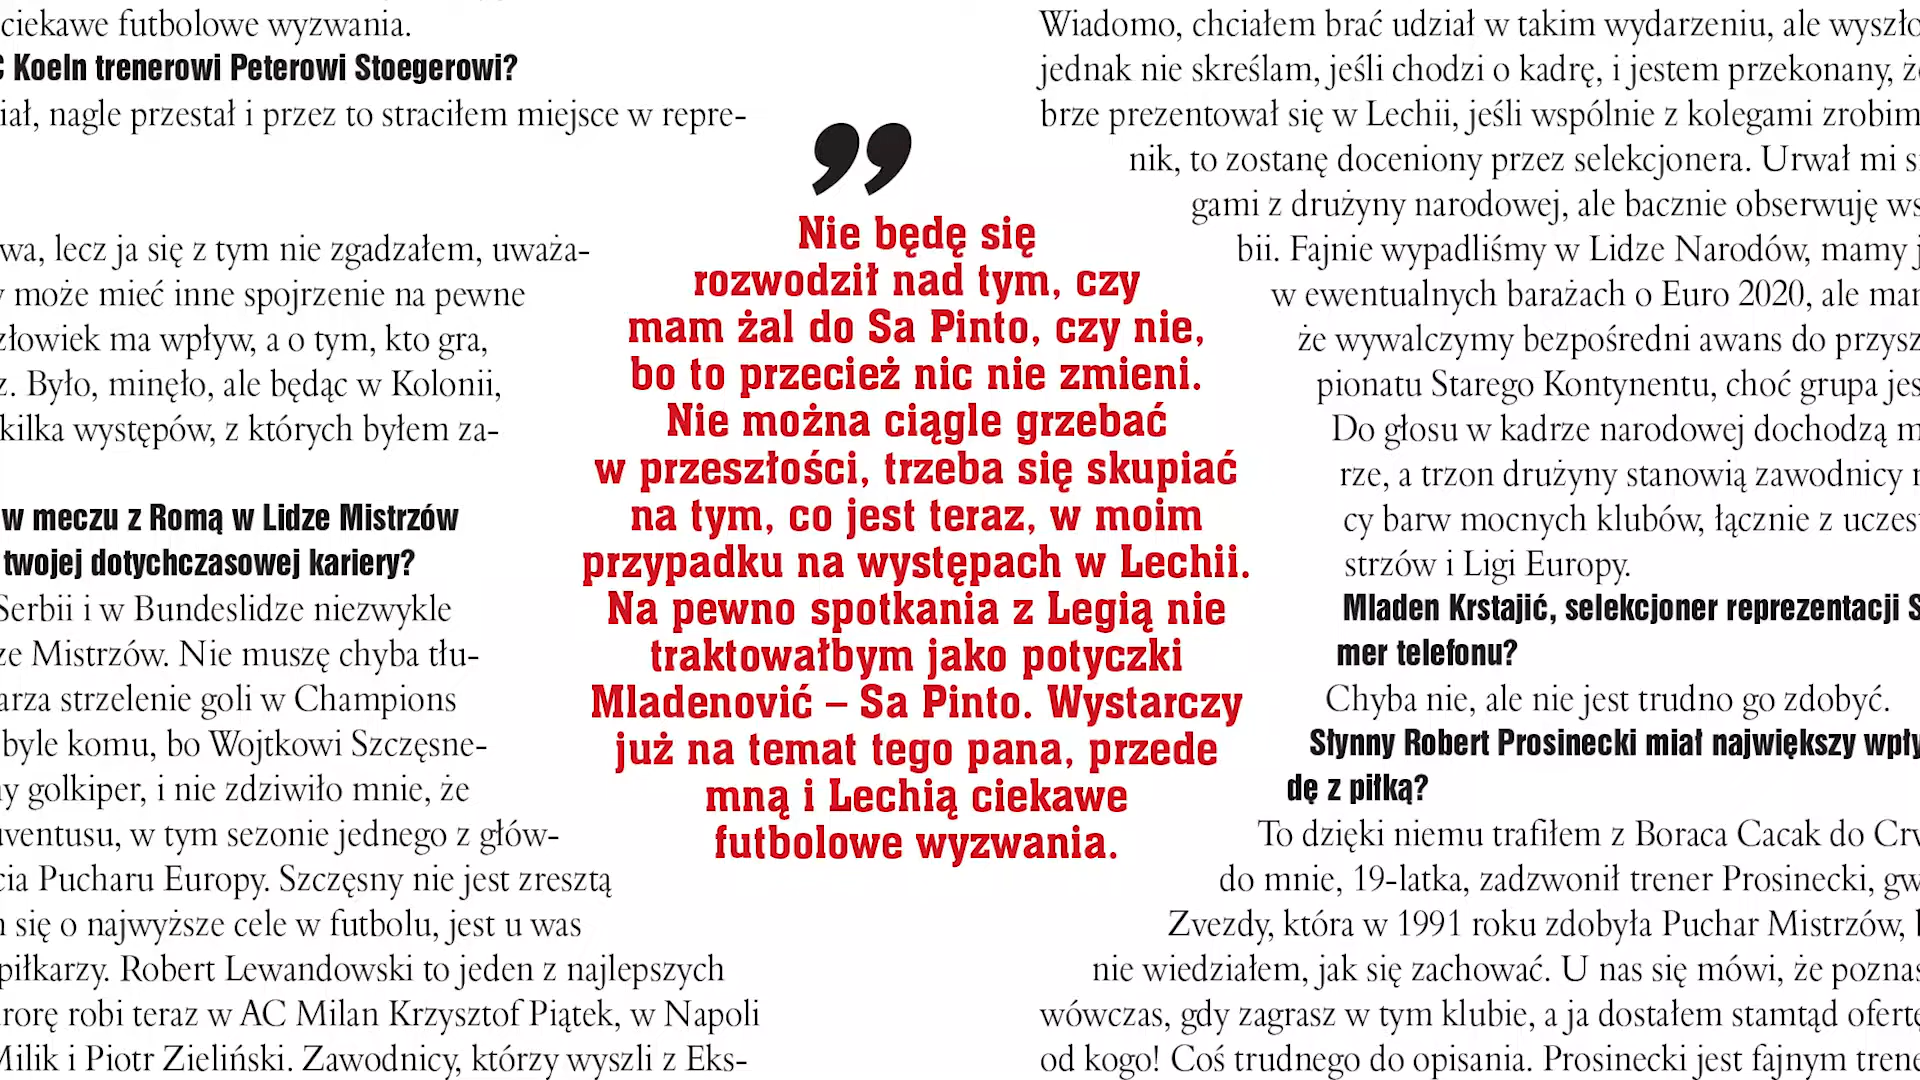 ciekawe futbolowe wyzwania.
Koeln trenerowi Peterowi Stoegerowi?
iał, nagle przestał i przez to straciłem miejsce w repre-
wa, lecz ja się z tym nie zgadzałem, uważa-
może mieć inne spojrzenie na pewne
złowiek ma wpływ, a o tym, kto gra,
z. Było, minęło, ale będąc w Kolonii,
kilka występów, z których byłem za-
w meczu z Romą w Lidze Mistrzów
twojej dotychczasowej kariery?
Serbii i w Bundeslidze niezwykle
ze Mistrzów. Nie muszę chyba tłu-
arza strzelenie goli w Champions
byle komu, bo Wojtkowi Szczęsne-
ny golkiper, i nie zdziwiło mnie, że
uventusu, w tym sezonie jednego z głów-
cia Pucharu Europy. Szczęsny nie jest zresztą
się o najwyższe cele w futbolu, jest u was
piłkarzy. Robert Lewandowski to jeden z najlepszych
rorę robi teraz w AC Milan Krzysztof Piątek, w Napoli
Milik i Piotr Zieliński. Zawodnicy, którzy wyszli z Eks-
”
Nie będę się
rozwodził nad tym, czy
mam żal do Sa Pinto, czy nie,
bo to przecież nic nie zmieni.
Nie można ciągle grzebać
w przeszłości, trzeba się skupiać
na tym, co jest teraz, w moim
przypadku na występach w Lechii.
Na pewno spotkania z Legią nie
traktowałbym jako potyczki
Mladenović – Sa Pinto. Wystarczy
już na temat tego pana, przede
mną i Lechią ciekawe
futbolowe wyzwania.
Wiadomo, chciałem brać udział w takim wydarzeniu, ale wyszło
jednak nie skreślam, jeśli chodzi o kadrę, i jestem przekonany, że
brze prezentował się w Lechii, jeśli wspólnie z kolegami zrobim
nik, to zostanę doceniony przez selekcjonera. Urwał mi s
gami z drużyny narodowej, ale bacznie obserwuję ws
bii. Fajnie wypadliśmy w Lidze Narodów, mamy j
w ewentualnych barażach o Euro 2020, ale mam
że wywalczymy bezpośredni awans do przysz
pionatu Starego Kontynentu, choć grupa jes
Do głosu w kadrze narodowej dochodzą m
rze, a trzon drużyny stanowią zawodnicy
cy barw mocnych klubów, łącznie z uczes
strzów i Ligi Europy.
Mladen Krstajić, selekcjoner reprezentacji S
mer telefonu?
Chyba nie, ale nie jest trudno go zdobyć.
Słynny Robert Prosinecki miał największy wpły
dę z piłką?
To dzięki niemu trafiłem z Boraca Cacak do Crv
do mnie, 19-latka, zadzwonił trener Prosinecki, gw
Zvezdy, która w 1991 roku zdobyła Puchar Mistrzów,
nie wiedziałem, jak się zachować. U nas się mówi, że poznas
wówczas, gdy zagrasz w tym klubie, a ja dostałem stamtąd ofertę
od kogo! Coś trudnego do opisania. Prosinecki jest fajnym trene